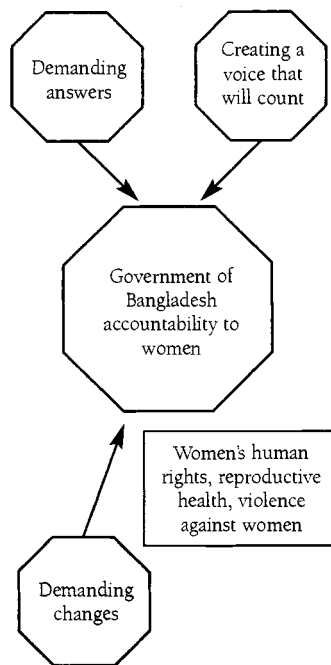 Demanding
answers
Creating a
voice that
will count
Government of
Bangladesh
accountability to
women
Women's human
rights, reproductive
health, violence
against women
Demanding
changes